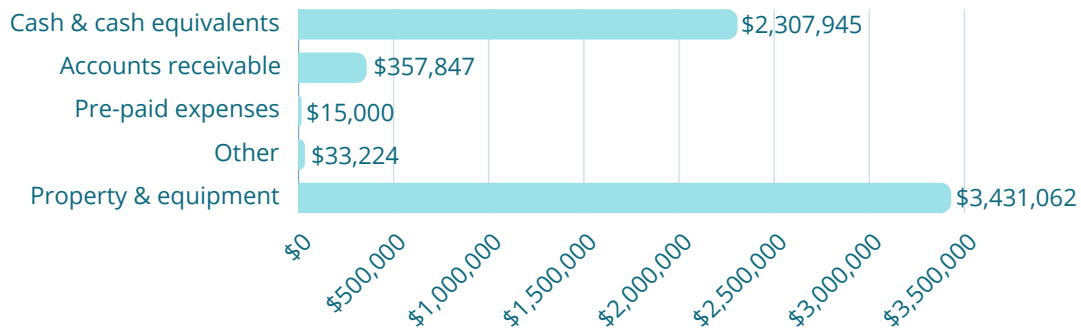 Cash & cash equivalents $2,307,945
Accounts receivable $357,847
Pre-paid expenses $15,000
Other $33,224
Property & equipment $3,431,062
$0 $500,000 $1,000,000 $1,500,000 $2,000,000 $2,500,000 $3,000,000 $3,500,000